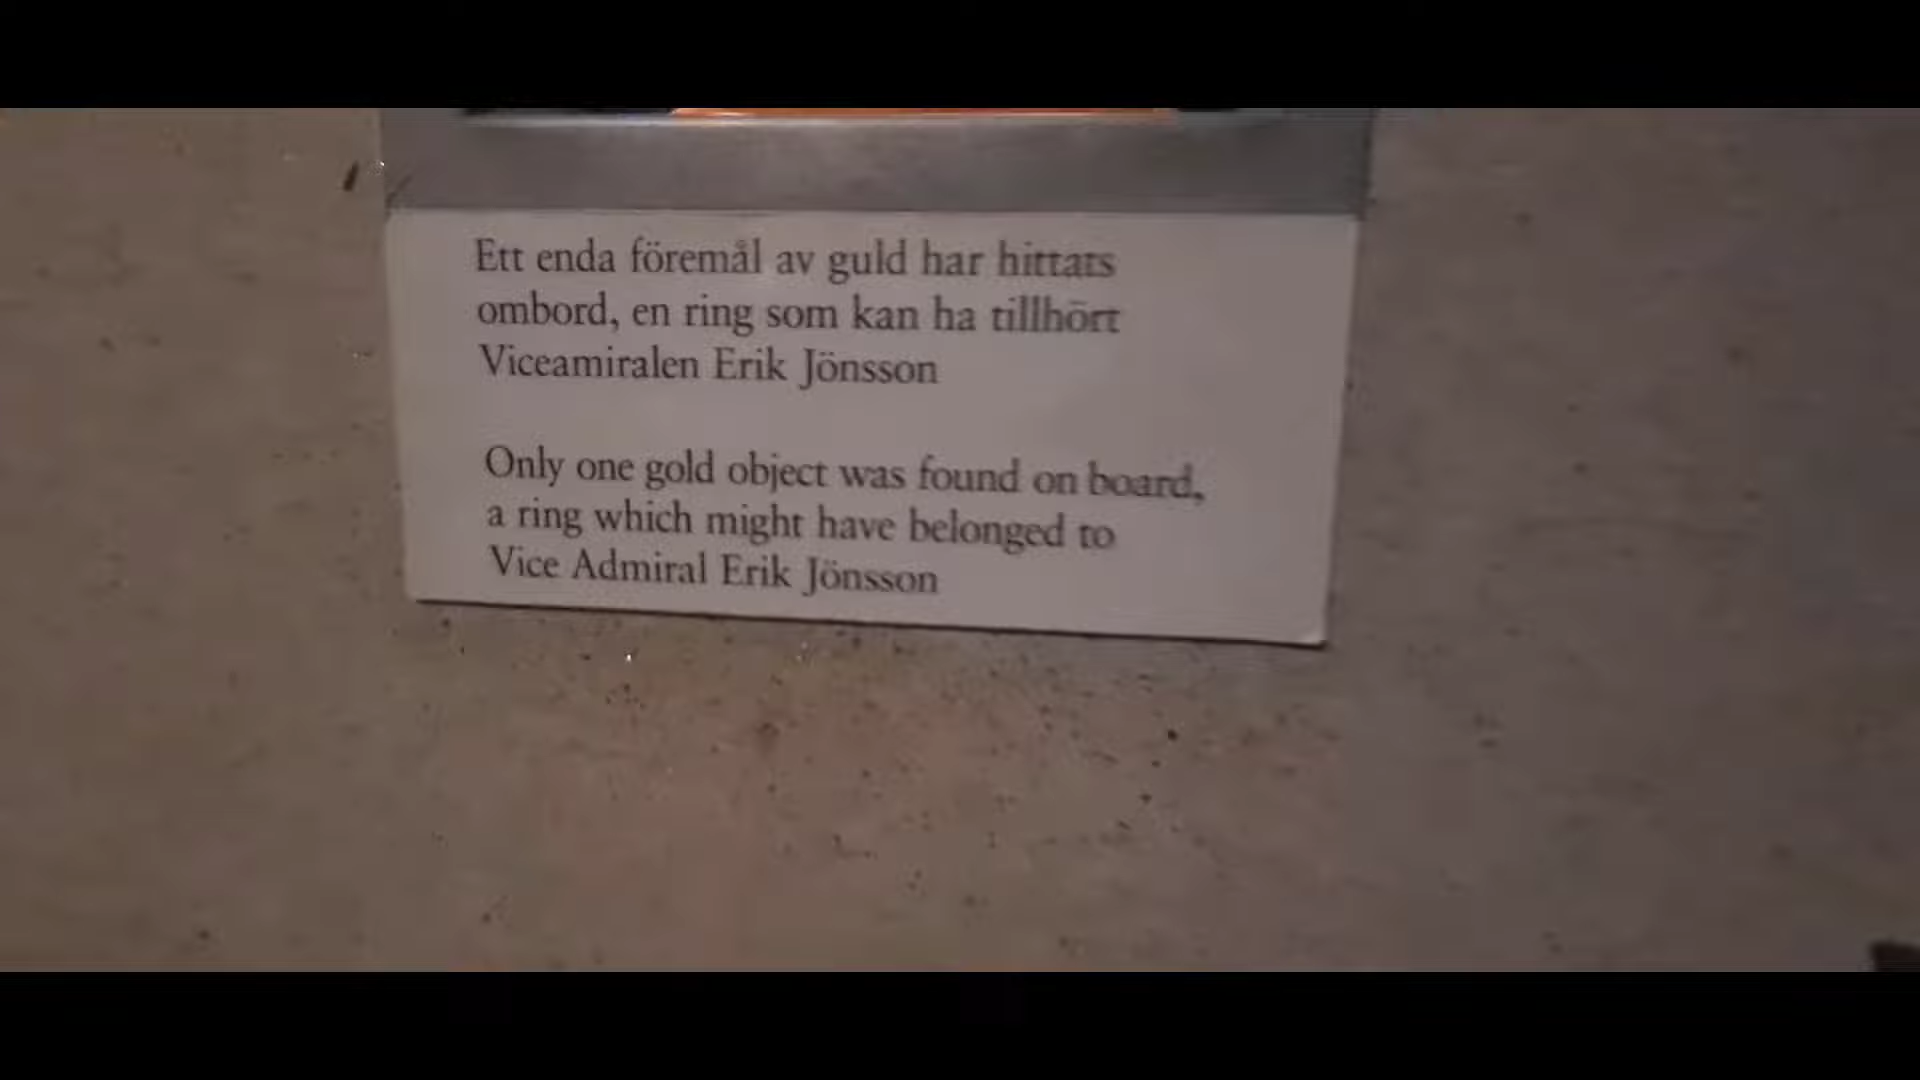 Ett enda föremål av guld har hittats
ombord, en ring som kan ha tillhört
Viceamiralen Erik Jönsson
Only one gold object was found on board,
a ring which might have belonged to
Vice Admiral Erik Jönsson